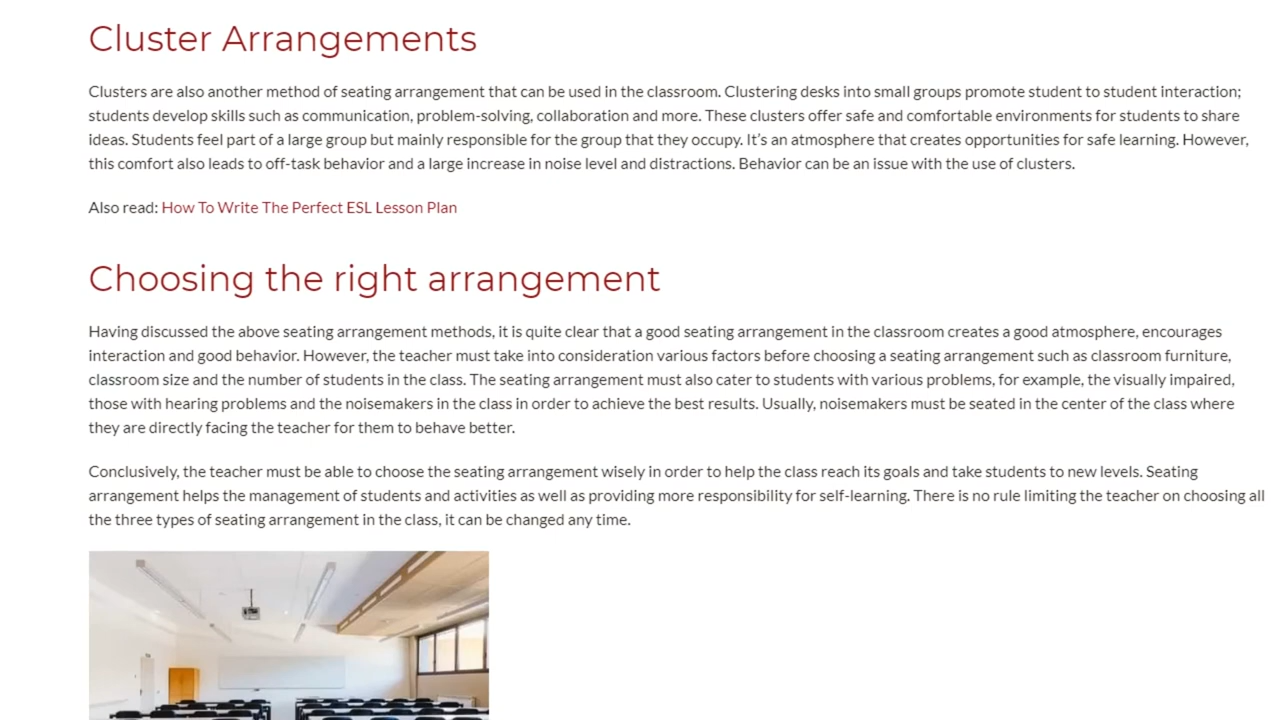 Cluster Arrangements
Clusters are also another method of seating arrangement that can be used in the classroom. Clustering desks into small groups promote student to student interaction;
students develop skills such as communication, problem-solving, collaboration and more. These clusters offer safe and comfortable environments for students to share
ideas. Students feel part of a large group but mainly responsible for the group that they occupy. It’s an atmosphere that creates opportunities for safe learning. However,
this comfort also leads to off-task behavior and a large increase in noise level and distractions. Behavior can be an issue with the use of clusters.
Also read: How To Write The Perfect ESL Lesson Plan
Choosing the right arrangement
Having discussed the above seating arrangement methods, it is quite clear that a good seating arrangement in the classroom creates a good atmosphere, encourages
interaction and good behavior. However, the teacher must take into consideration various factors before choosing a seating arrangement such as classroom furniture,
classroom size and the number of students in the class. The seating arrangement must also cater to students with various problems, for example, the visually impaired,
those with hearing problems and the noisemakers in the class in order to achieve the best results. Usually, noisemakers must be seated in the center of the class where
they are directly facing the teacher for them to behave better.
Conclusively, the teacher must be able to choose the seating arrangement wisely in order to help the class reach its goals and take students to new levels. Seating
arrangement helps the management of students and activities as well as providing more responsibility for self-learning. There is no rule limiting the teacher on choosing all
the three types of seating arrangement in the class, it can be changed any time.